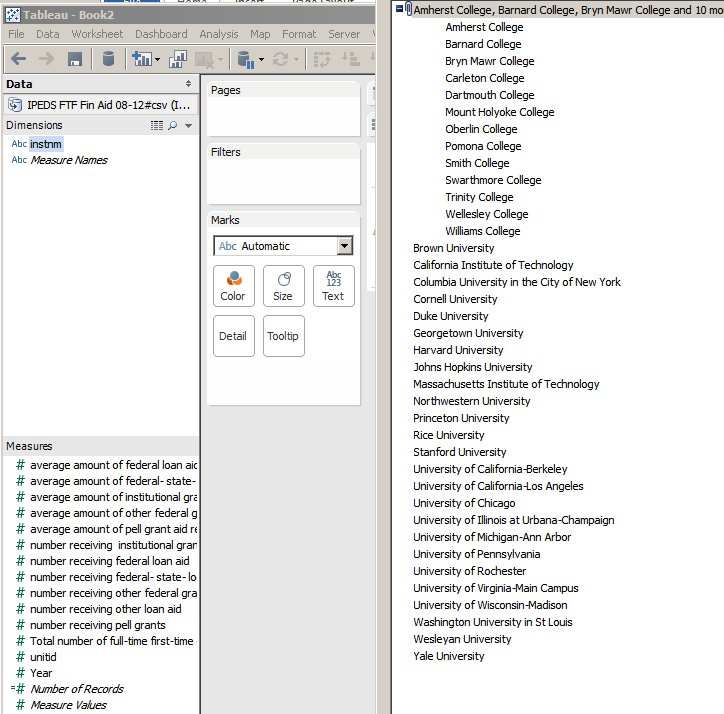 Tableau - Book2
File Data Worksheet Dashboard Analysis Map Format Server
Data
IPEDS FTF Fin Aid 08-12#csv (I...
Dimensions
Abc instnm
Abc Measure Names
Measures
# average amount of federal loan aid
# average amount of federal- state-
# average amount of institutional gra
# average amount of other federal g
# average amount of pell grant aid re
# number receiving institutional gran
# number receiving federal loan aid
# number receiving federal- state- lo
# number receiving other federal gra
# number receiving other loan aid
# number receiving pell grants
# Total number of full-time first-time
# unitid
# Year
=# Number of Records
# Measure Values
Pages
Filters
Marks
Abc Automatic
Color
Size
Abc
123
Text
Detail
Tooltip
Amherst College, Barnard College, Bryn Mawr College and 10 mo
Amherst College
Barnard College
Bryn Mawr College
Carleton College
Dartmouth College
Mount Holyoke College
Oberlin College
Pomona College
Smith College
Swarthmore College
Trinity College
Wellesley College
Williams College
Brown University
California Institute of Technology
Columbia University in the City of New York
Cornell University
Duke University
Georgetown University
Harvard University
Johns Hopkins University
Massachusetts Institute of Technology
Northwestern University
Princeton University
Rice University
Stanford University
University of California-Berkeley
University of California-Los Angeles
University of Chicago
University of Illinois at Urbana-Champaign
University of Michigan-Ann Arbor
University of Pennsylvania
University of Rochester
University of Virginia-Main Campus
University of Wisconsin-Madison
Washington University in St Louis
Wesleyan University
Yale University